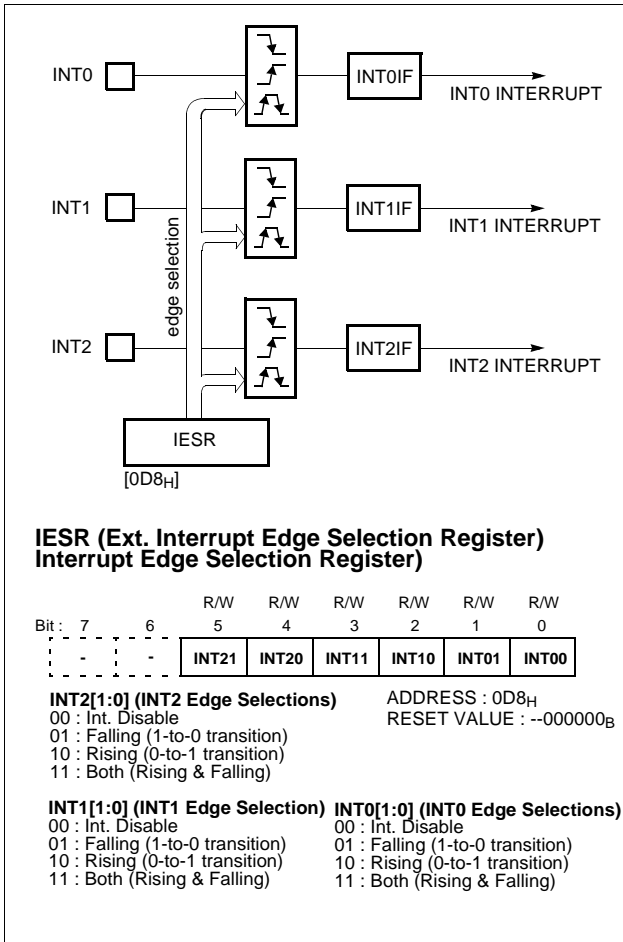 INT0
INT0IF
INT0 INTERRUPT
INT1
INT1IF
INT1 INTERRUPT
edge selection
INT2
INT2IF
INT2 INTERRUPT
IESR
[0D8H]
IESR (Ext. Interrupt Edge Selection Register)
Interrupt Edge Selection Register)
R/W R/W R/W R/W R/W R/W
Bit : 7 6 5 4 3 2 1 0
- - INT21 INT20 INT11 INT10 INT01 INT00
INT2[1:0] (INT2 Edge Selections)
00 : Int. Disable
01 : Falling (1-to-0 transition)
10 : Rising (0-to-1 transition)
11 : Both (Rising & Falling)
ADDRESS : 0D8H
RESET VALUE : --000000B
INT1[1:0] (INT1 Edge Selection)
00 : Int. Disable
01 : Falling (1-to-0 transition)
10 : Rising (0-to-1 transition)
11 : Both (Rising & Falling)
INT0[1:0] (INT0 Edge Selections)
00 : Int. Disable
01 : Falling (1-to-0 transition)
10 : Rising (0-to-1 transition)
11 : Both (Rising & Falling)